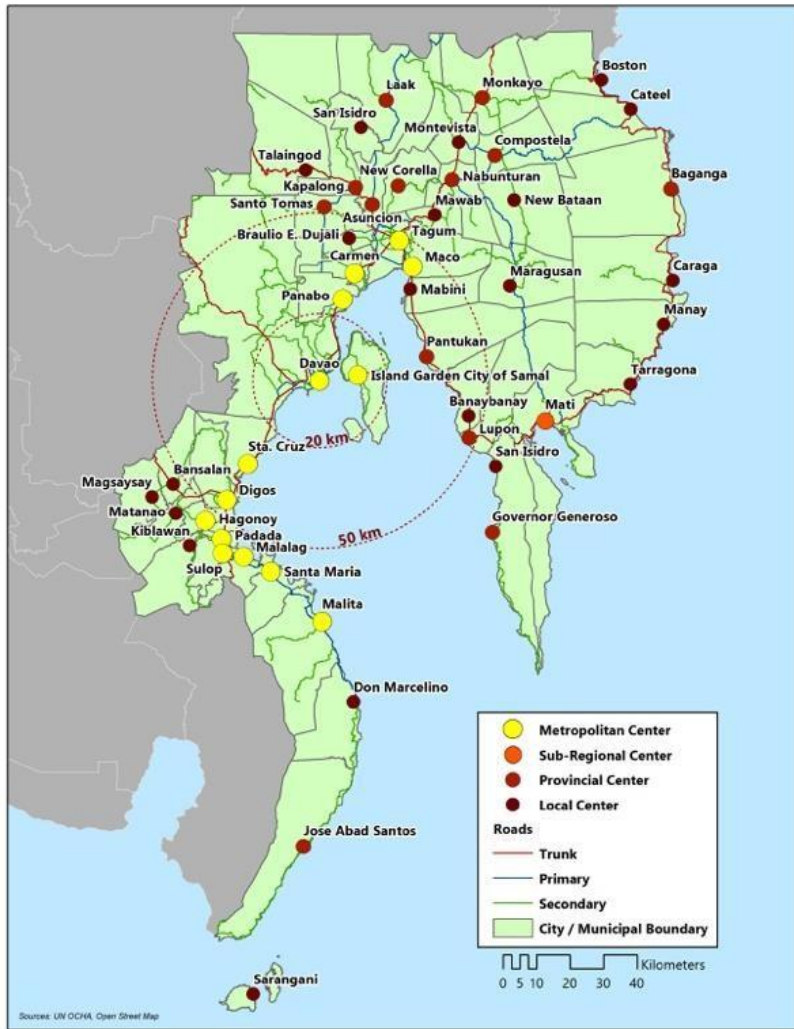 Boston
Laak
Monkayo
Cateel
San Isidro
Montevista
Compostela
Talaingod
New Corella
Nabunturan
Baganga
Kapalong
Santo Tomas
Asuncion
Mawab
New Bataan
Braulio E. Dujali
Tagum
Carmen
Maco
Caraga
Maragusan
Panabo
Mabini
Manay
Pantukan
Davao
Island Garden City of Samal
Tarragona
Banaybanay
Mati
20 km
Lupon
Sta. Cruz
San Isidro
Bansalan
Magsaysay
Digos
Matanao
Hagonoy
Governor Generoso
Kiblawan
Padada
50 km
Malalag
Sulop
Santa Maria
Malita
Don Marcelino
Metropolitan Center
Sub-Regional Center
Provincial Center
Local Center
Roads
Trunk
Primary
Secondary
City / Municipal Boundary
Jose Abad Santos
Kilometers
0 5 10 20 30 40
Sarangani
Sources: UN OCHA, Open Street Map